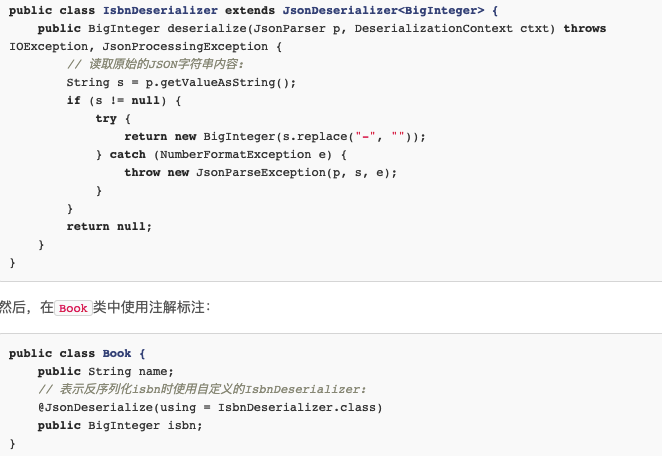 public class IsbnDeserializer extends JsonDeserializer<BigInteger> {
    public BigInteger deserialize(JsonParser p, DeserializationContext ctxt) throws
IOException, JsonProcessingException {
        // 读取原始的JSON字符串内容:
        String s = p.getValueAsString();
        if (s != null) {
            try {
                return new BigInteger(s.replace("-", ""));
            } catch (NumberFormatException e) {
                throw new JsonParseException(p, s, e);
            }
        }
        return null;
    }
}
然后，在Book类中使用注解标注：
public class Book {
    public String name;
    // 表示反序列化isbn时使用自定义的IsbnDeserializer:
    @JsonDeserialize(using = IsbnDeserializer.class)
    public BigInteger isbn;
}